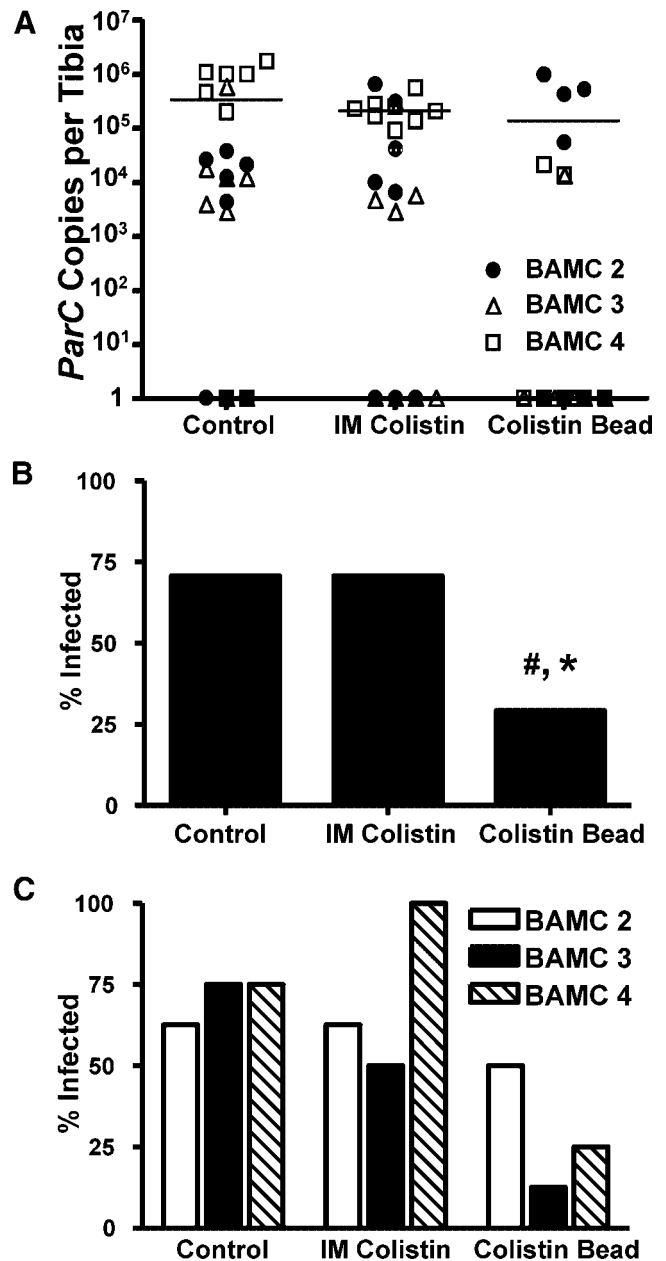 A
ParC Copies per Tibia
10⁷
10⁶
10⁵
10⁴
10³
10²
10¹
1
BAMC 2
BAMC 3
BAMC 4
Control
IM Colistin
Colistin Bead
B
% Infected
100
75
50
25
0
#, *
Control
IM Colistin
Colistin Bead
C
% Infected
100
75
50
25
0
BAMC 2
BAMC 3
BAMC 4
Control
IM Colistin
Colistin Bead